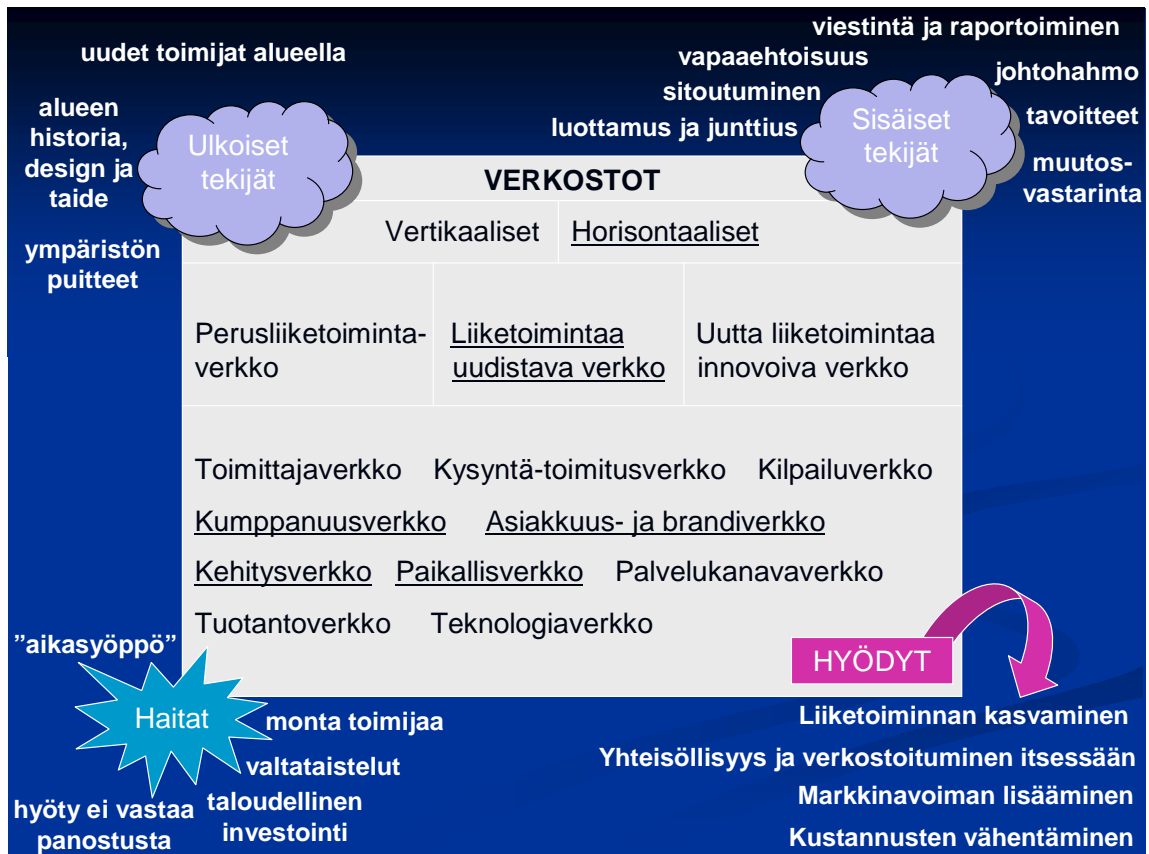 uudet toimijat alueella
alueen
historia,
design ja
taide
ympäristön
puitteet
Ulkoiset
tekijät
viestintä ja raportoiminen
vapaaehtoisuus
johtohahmo
sitoutuminen
tavoitteet
luottamus ja junttius
muutos-
vastarinta
Sisäiset
tekijät
VERKOSTOT
Vertikaaliset Horisontaaliset
Perusliiketoiminta-
verkko
Liiketoimintaa
uudistava verkko
Uutta liiketoimintaa
innovoiva verkko
Toimittajaverkko Kysyntä-toimitusverkko Kilpailuverkko
Kumppanuusverkko Asiakkuus- ja brandiverkko
Kehitysverkko Paikallisverkko Palvelukanavaverkko
Tuotantoverkko Teknologiaverkko
”aikasyöppö”
Haitat
monta toimijaa
valtataistelut
taloudellinen
investointi
hyöty ei vastaa
panostusta
HYÖDYT
Liiketoiminnan kasvaminen
Yhteisöllisyys ja verkostoituminen itsessään
Markkinavoiman lisääminen
Kustannusten vähentäminen